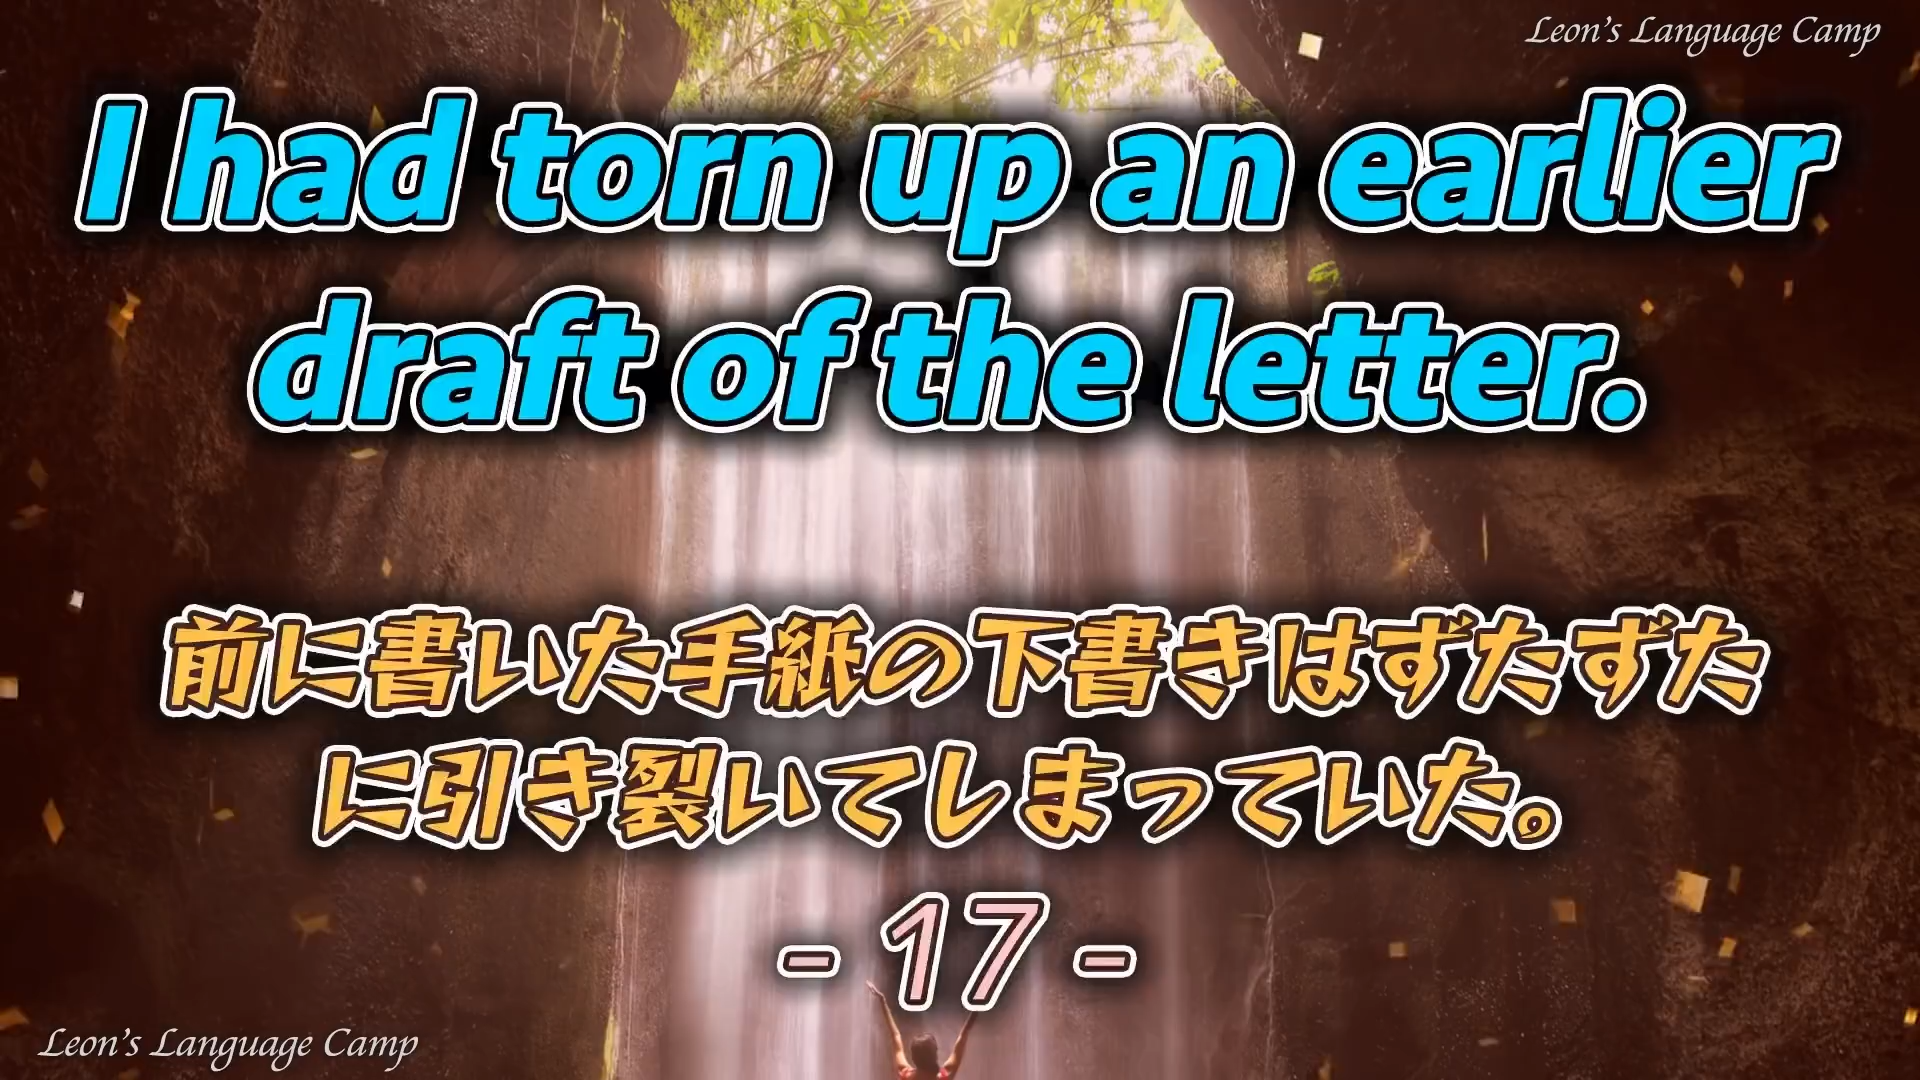 Leon's Language Camp
I had torn up an earlier
draft of the letter.
前に書いた手紙の下書きはずたずた
に引き裂いてしまっていた。
- 17 -
Leon's Language Camp